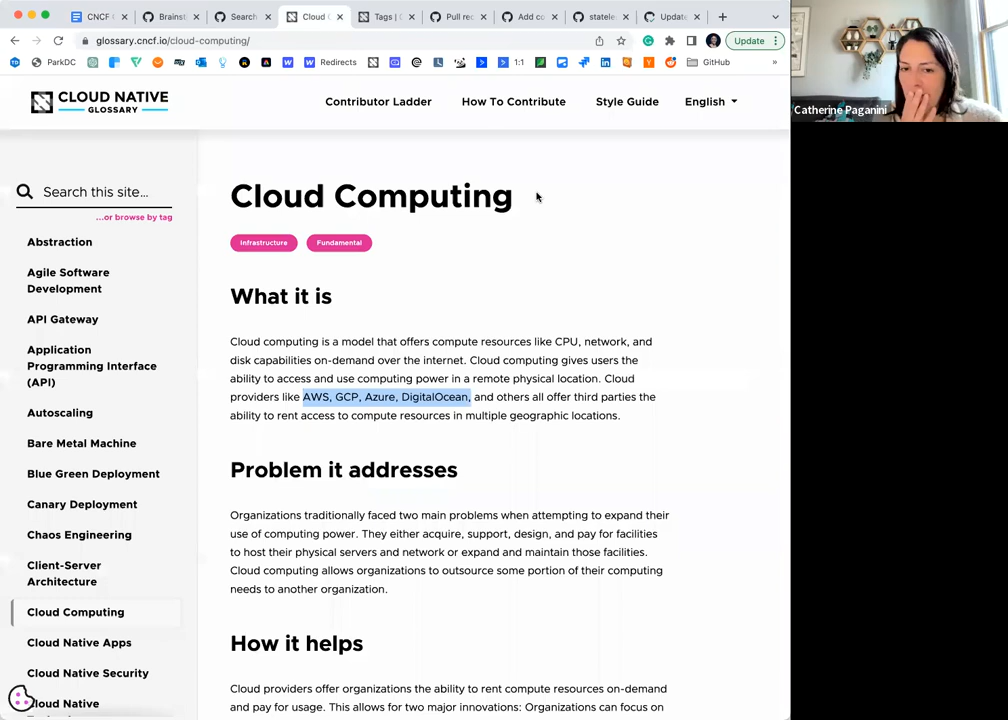 CNCF
Brainst
Search
Cloud C
Tags | C
Pull rec
Add co
statele
Update
glossary.cncf.io/cloud-computing/
Update
ParkDC
Redirects
1:1
GitHub
»
Catherine Paganini
CLOUD NATIVE
GLOSSARY
Contributor Ladder
How To Contribute
Style Guide
English
Search this site...
...or browse by tag
Abstraction
Agile Software
Development
API Gateway
Application
Programming Interface
(API)
Autoscaling
Bare Metal Machine
Blue Green Deployment
Canary Deployment
Chaos Engineering
Client-Server
Architecture
Cloud Computing
Cloud Native Apps
Cloud Native Security
Cloud Native
Cloud Computing
Infrastructure
Fundamental
What it is
Cloud computing is a model that offers compute resources like CPU, network, and
disk capabilities on-demand over the internet. Cloud computing gives users the
ability to access and use computing power in a remote physical location. Cloud
providers like AWS, GCP, Azure, DigitalOcean, and others all offer third parties the
ability to rent access to compute resources in multiple geographic locations.
Problem it addresses
Organizations traditionally faced two main problems when attempting to expand their
use of computing power. They either acquire, support, design, and pay for facilities
to host their physical servers and network or expand and maintain those facilities.
Cloud computing allows organizations to outsource some portion of their computing
needs to another organization.
How it helps
Cloud providers offer organizations the ability to rent compute resources on-demand
and pay for usage. This allows for two major innovations: Organizations can focus on